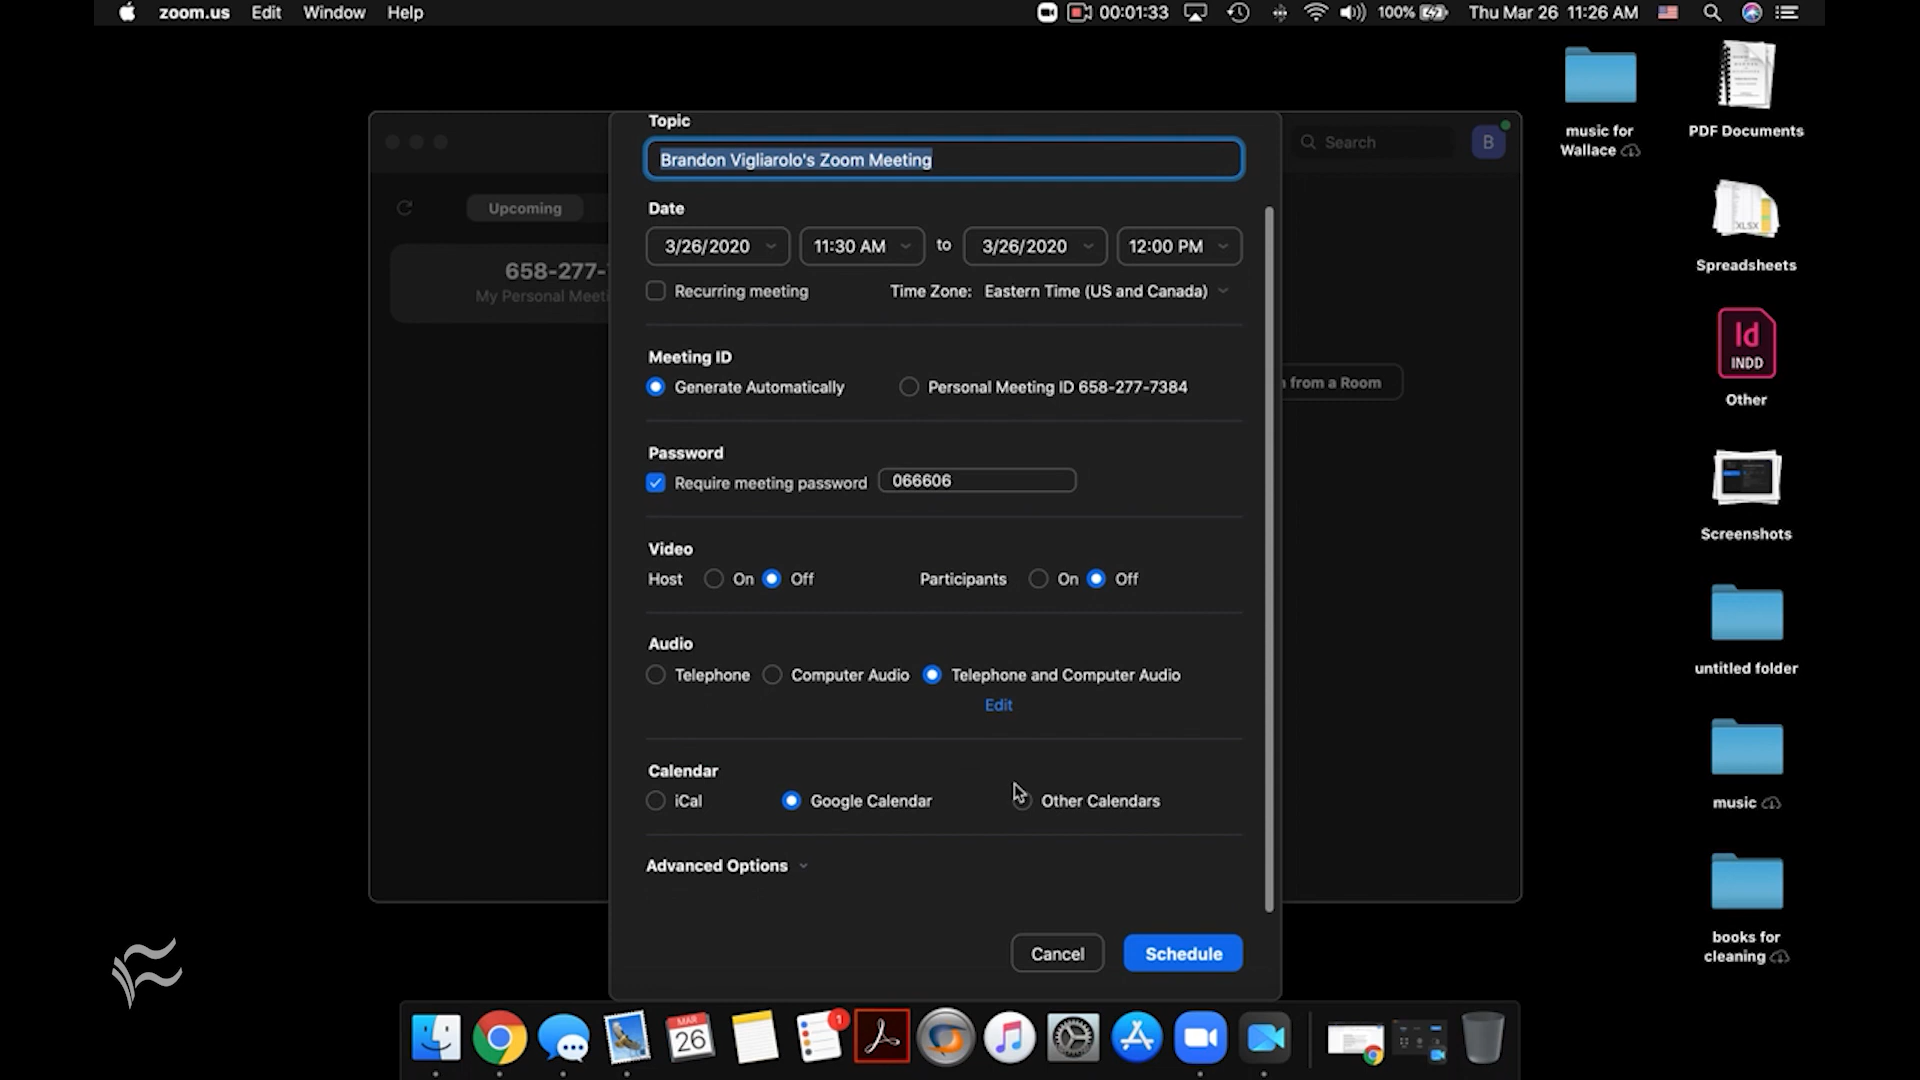 zoom.us Edit Window Help
00:01:33 100% Thu Mar 26 11:26 AM
music for
Wallace
PDF Documents
Spreadsheets
XLSX
Id
INDD
Other
Screenshots
untitled folder
music
books for
cleaning
Search
B
Upcoming
658-277-
My Personal Meeti
from a Room
Topic
Brandon Vigliarolo's Zoom Meeting
Date
3/26/2020 11:30 AM to 3/26/2020 12:00 PM
Recurring meeting Time Zone: Eastern Time (US and Canada)
Meeting ID
Generate Automatically Personal Meeting ID 658-277-7384
Password
Require meeting password 066606
Video
Host On Off Participants On Off
Audio
Telephone Computer Audio Telephone and Computer Audio
Edit
Calendar
iCal Google Calendar Other Calendars
Advanced Options
Cancel Schedule
MAR
26
1